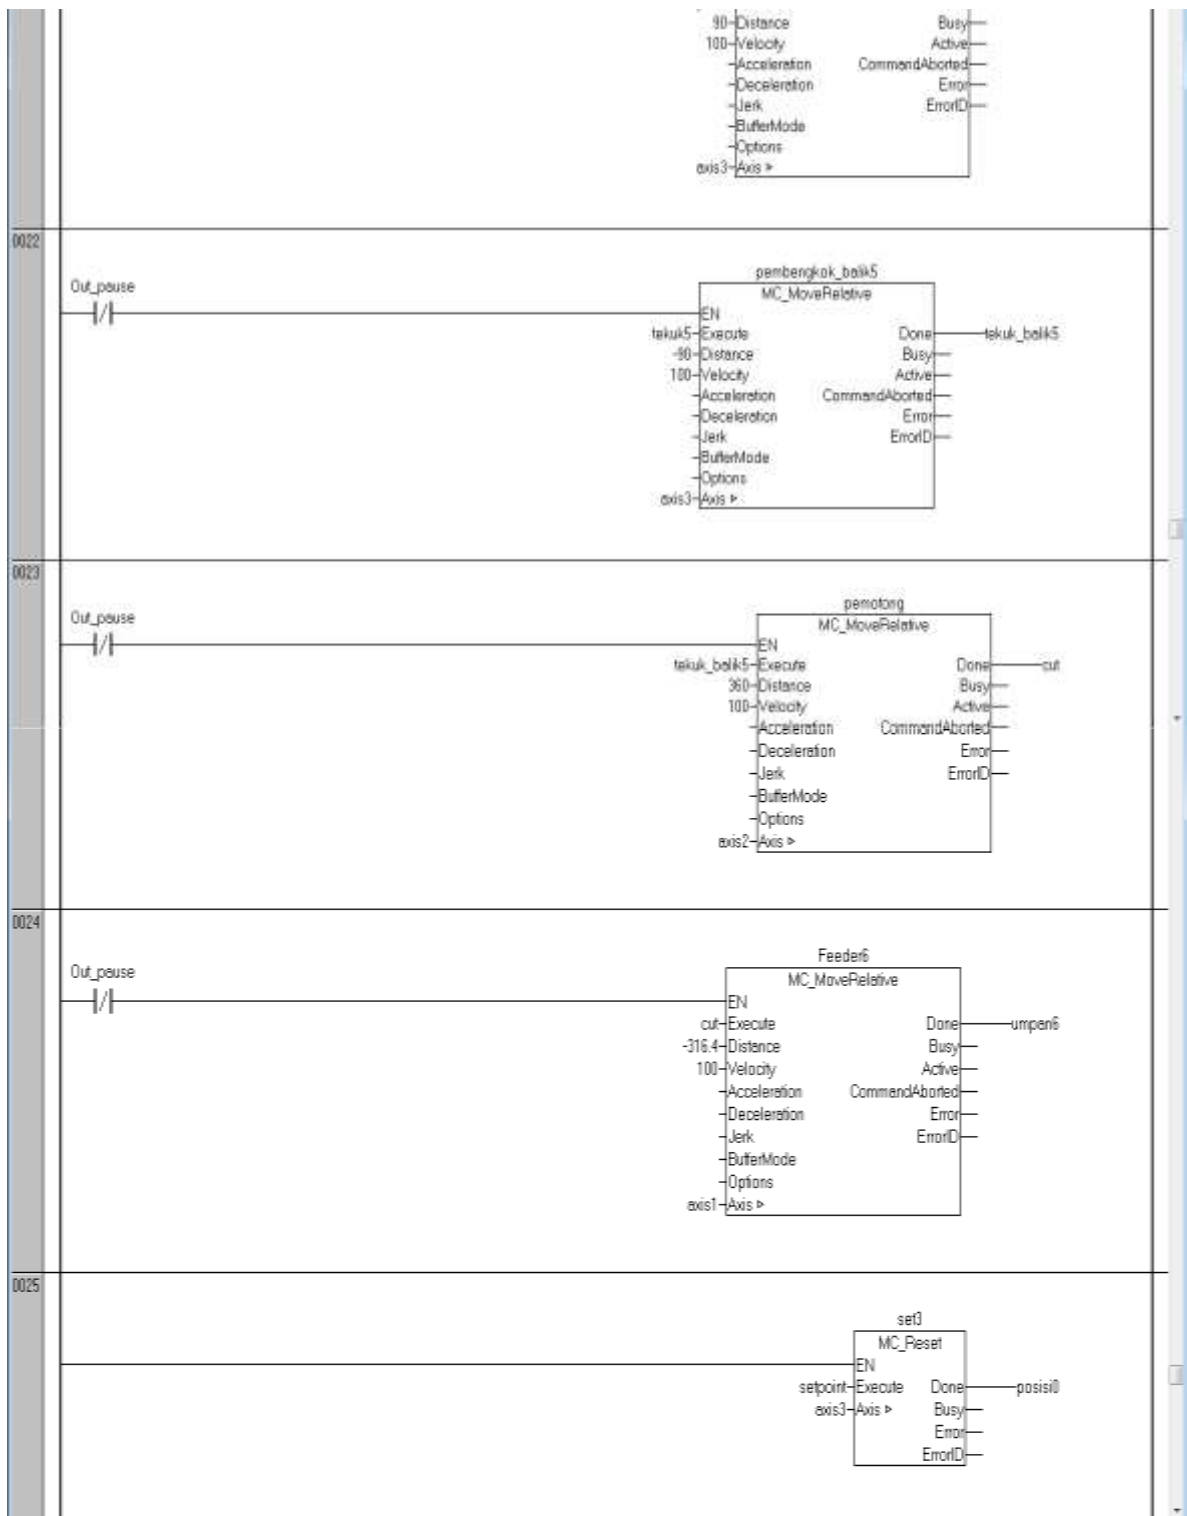 90 Distance Busy
100 Velocity Active
Acceleration CommandAborted
Deceleration Error
Jerk ErrorID
BufferMode
Options
axis3 Axis
0022
Out_pause
pembengkok_balik5
MC_MoveRelative
EN
tekuk5 Execute Done tekuk_balik5
-90 Distance Busy
100 Velocity Active
Acceleration CommandAborted
Deceleration Error
Jerk ErrorID
BufferMode
Options
axis3 Axis
0023
Out_pause
pemotong
MC_MoveRelative
EN
tekuk_balik5 Execute Done cut
360 Distance Busy
100 Velocity Active
Acceleration CommandAborted
Deceleration Error
Jerk ErrorID
BufferMode
Options
axis2 Axis
0024
Out_pause
Feeder6
MC_MoveRelative
EN
cut Execute Done umpan6
-316.4 Distance Busy
100 Velocity Active
Acceleration CommandAborted
Deceleration Error
Jerk ErrorID
BufferMode
Options
axis1 Axis
0025
set3
MC_Reset
EN
setpoint Execute Done posisi0
axis3 Axis Busy
Error
ErrorID